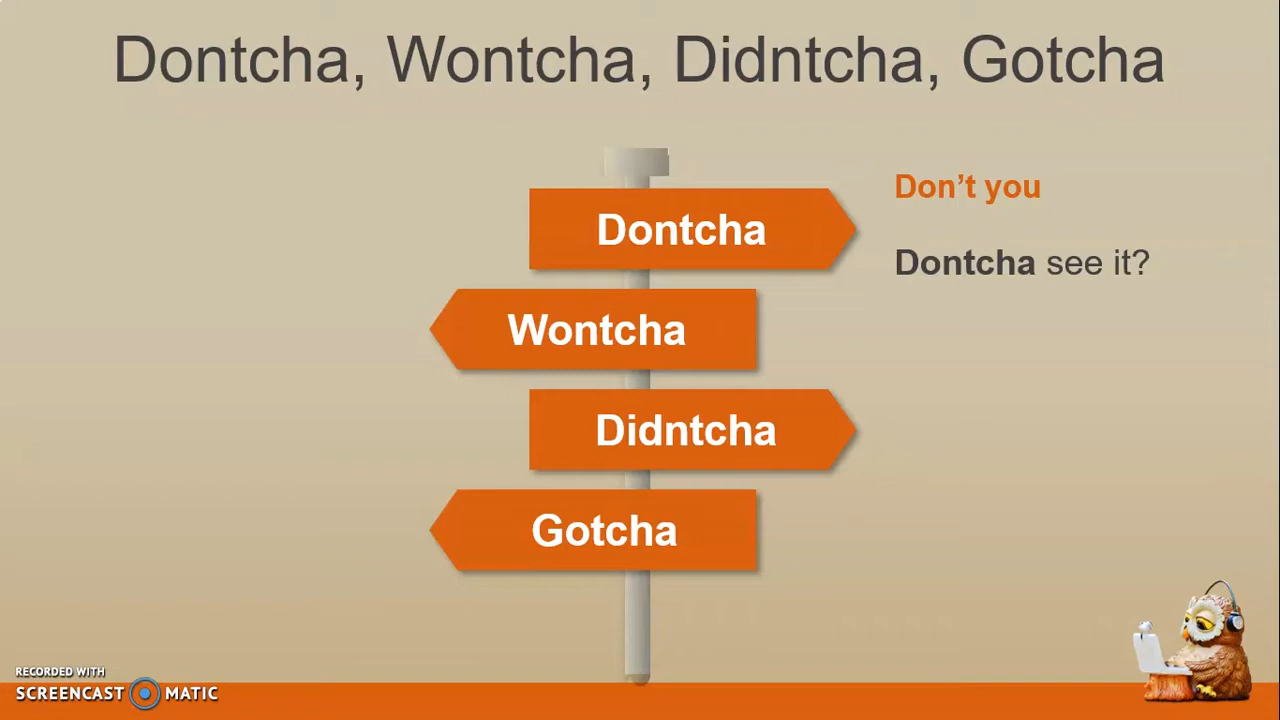 Dontcha, Wontcha, Didntcha, Gotcha
Dontcha
Don’t you
Dontcha see it?
Wontcha
Didntcha
Gotcha
RECORDED WITH
SCREENCAST MATIC